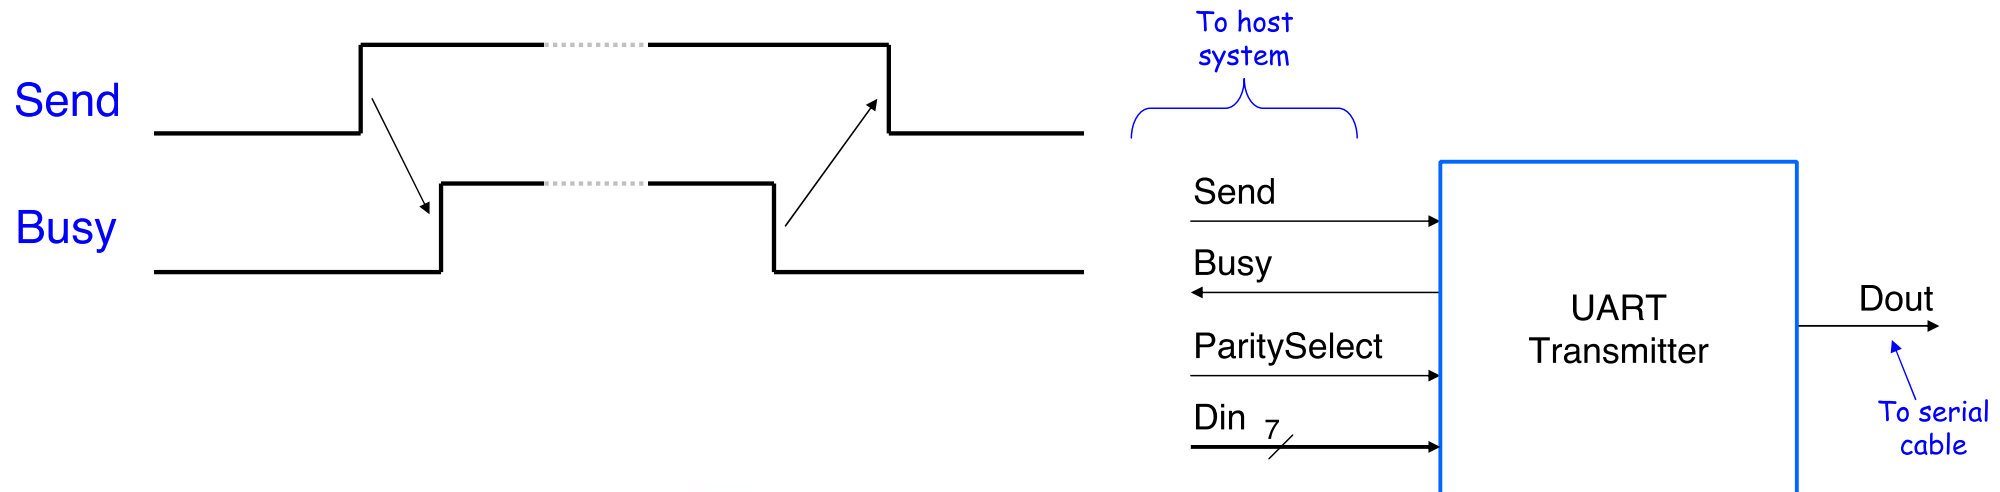 Send
Busy
To host
system
Send
Busy
ParitySelect
Din
7
UART
Transmitter
Dout
To serial
cable